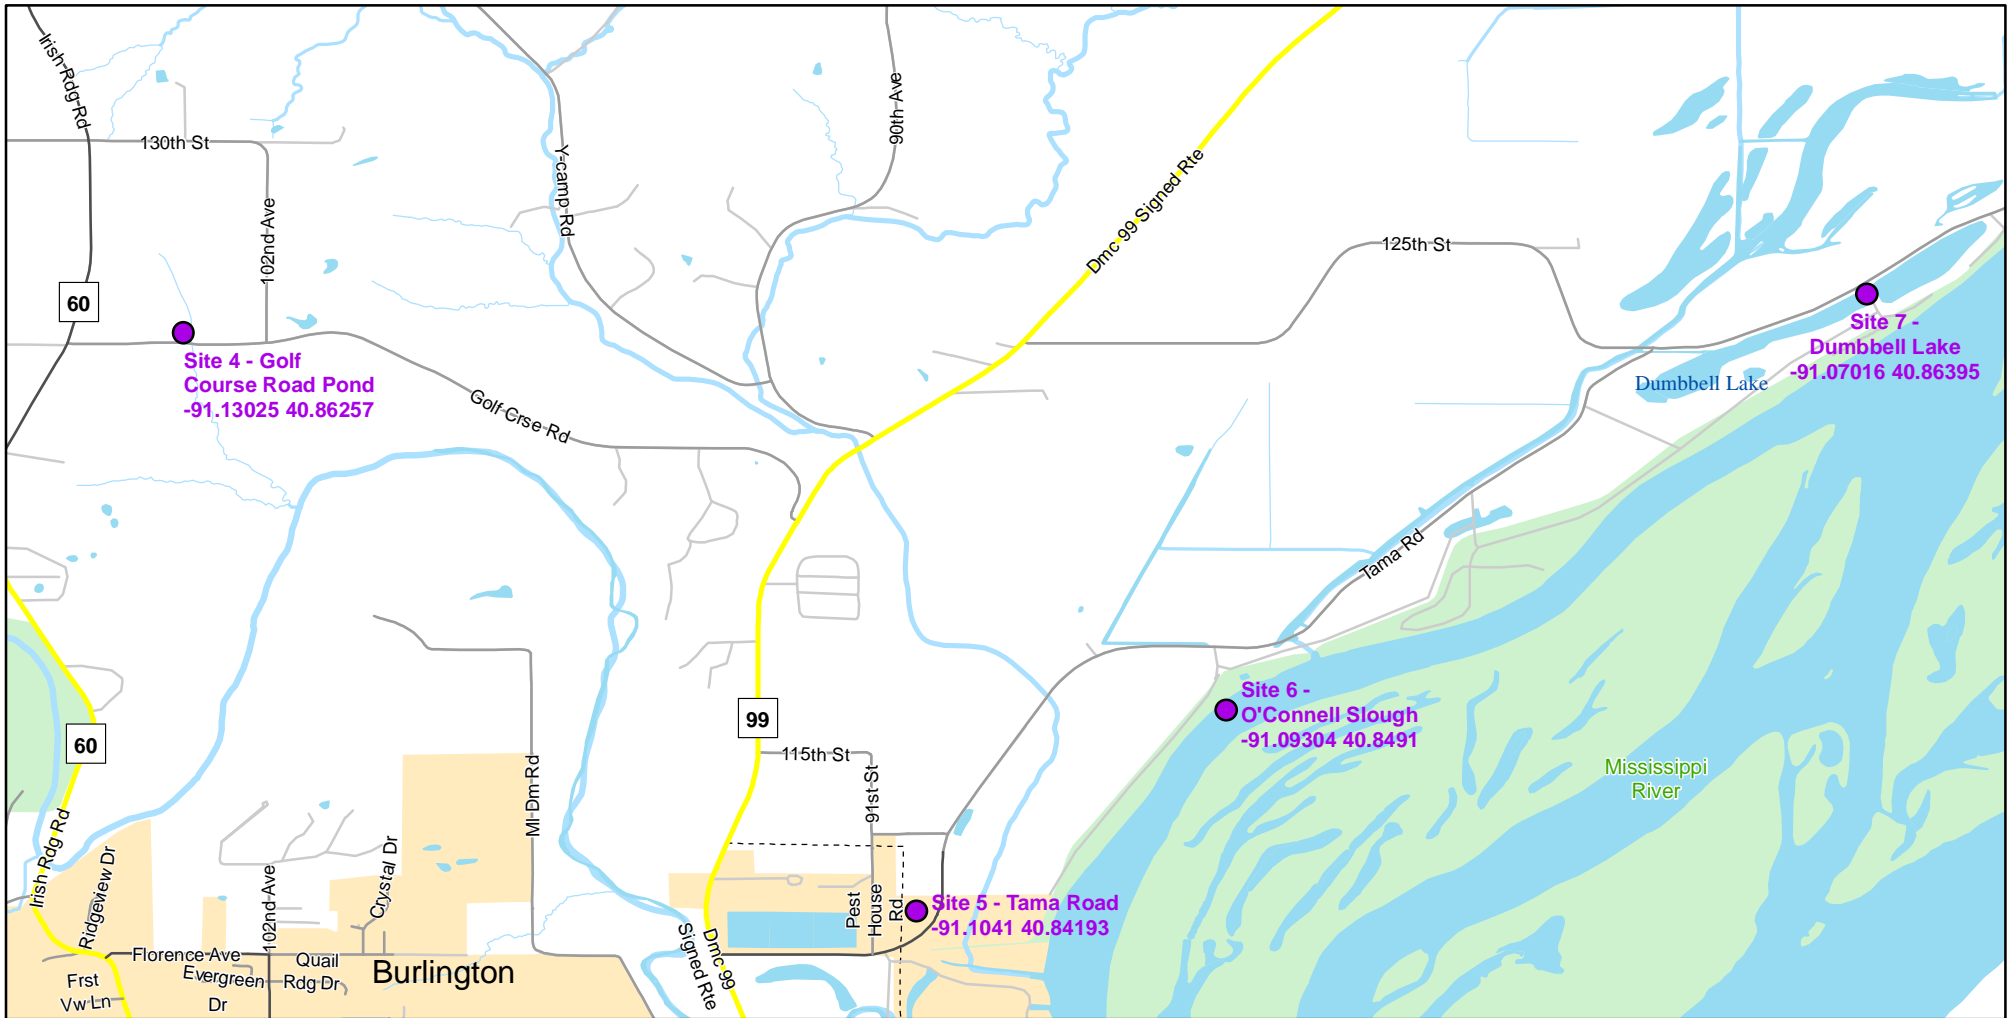 Irish Rdg Rd
130th St
102nd Ave
60
Y-camp Rd
90th Ave
Dmc 99 Signed Rte
125th St
Site 4 - Golf
Course Road Pond
-91.13025 40.86257
Golf Crse Rd
Site 7 -
Dumbbell Lake
-91.07016 40.86395
Dumbbell Lake
Tama Rd
Site 6 -
O'Connell Slough
-91.09304 40.8491
Mississippi
River
60
99
115th St
91st St
Ml Dm Rd
Irish Rdg Rd
Ridgeview Dr
102nd Ave
Crystal Dr
Pest
House
Rd
Site 5 - Tama Road
-91.1041 40.84193
Florence Ave
Evergreen
Dr
Quail
Rdg Dr
Frst
Vw Ln
Burlington
Dmc 99
Signed Rte